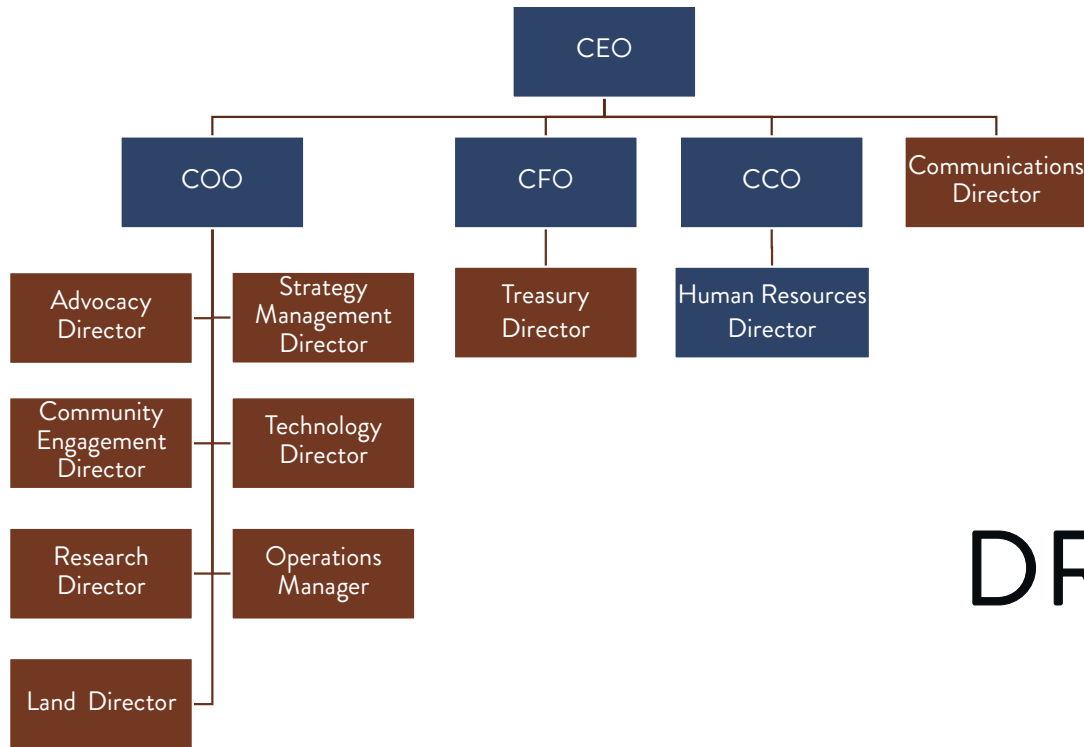 CEO
COO
CFO
CCO
Communications
Director
Advocacy
Director
Strategy
Management
Director
Treasury
Director
Human Resources
Director
Community
Engagement
Director
Technology
Director
Research
Director
Operations
Manager
DR
Land Director